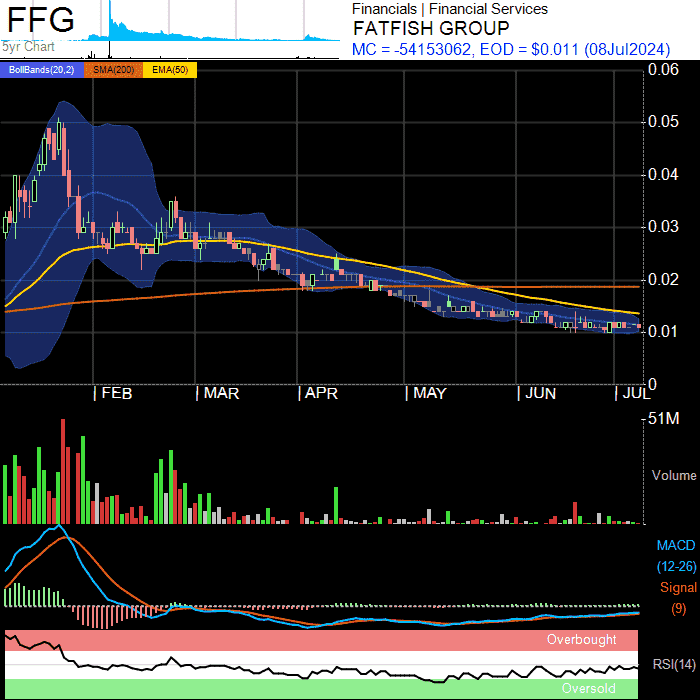 FFG
5yr Chart
Financials | Financial Services
FATFISH GROUP
MC = -54153062, EOD = $0.011 (08Jul2024)
BollBands(20,2) SMA(200) EMA(50)
0.06
0.05
0.04
0.03
0.02
0.01
0
| FEB | MAR | APR | MAY | JUN | JUL
51M
Volume
MACD
(12-26)
Signal
(9)
Overbought
RSI(14)
Oversold